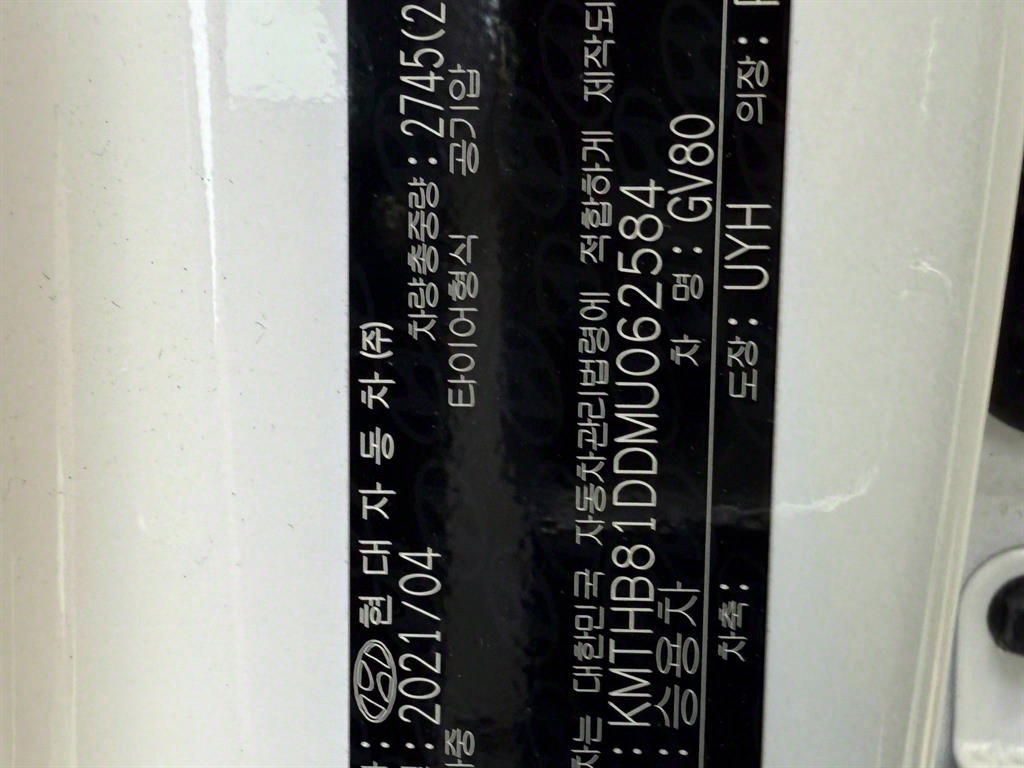 : 현대자동차(주)
: 2021/04 차량총중량: 2745(2
타이어형식 공기압
는 대한민국 자동차관리법령에 적합하게 제작되
: KMTHB81DDMU062584
: 승용차 차 명: GV80
차축: 도장: UYH 의장: